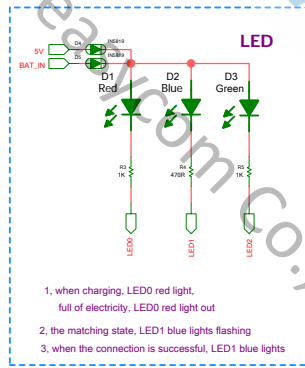 LED
5V
D4
IN5819
BAT_IN
D5
IN5819
D1
Red
D2
Blue
D3
Green
R3
1K
R4
470R
R5
1K
LED0
LED1
LED2
1, when charging, LED0 red light,
full of electricity, LED0 red light out
2, the matching state, LED1 blue lights flashing
3, when the connection is successful, LED1 blue lights
easycom Co.,